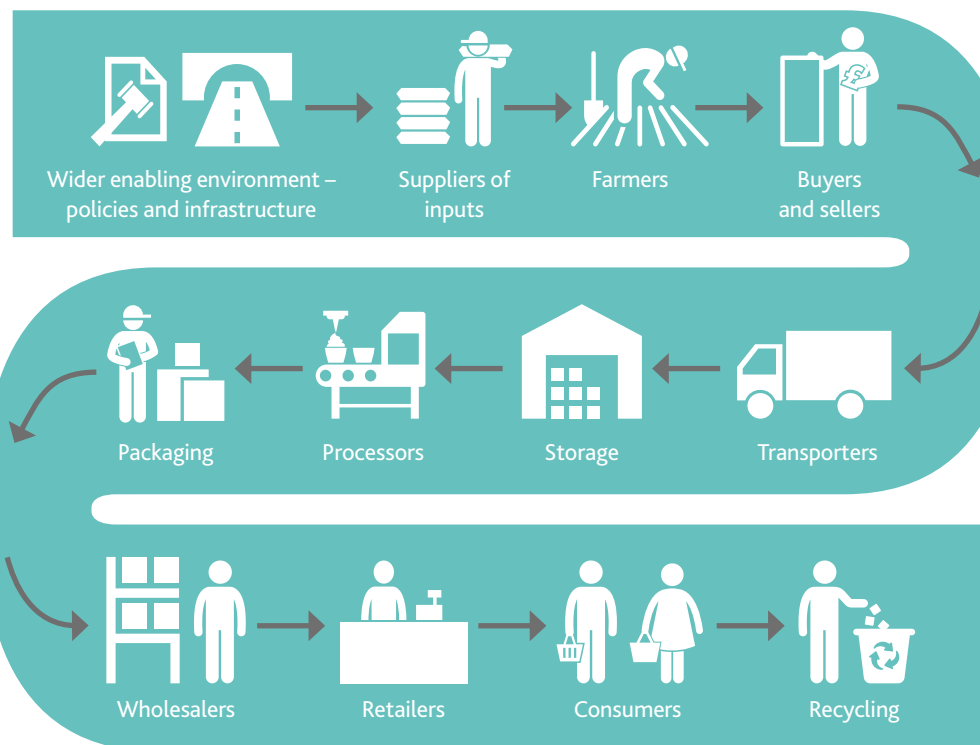 Wider enabling environment –
policies and infrastructure
Suppliers of
inputs
Farmers
£
Buyers
and sellers
Packaging
Processors
Storage
Transporters
Wholesalers
Retailers
Consumers
Recycling